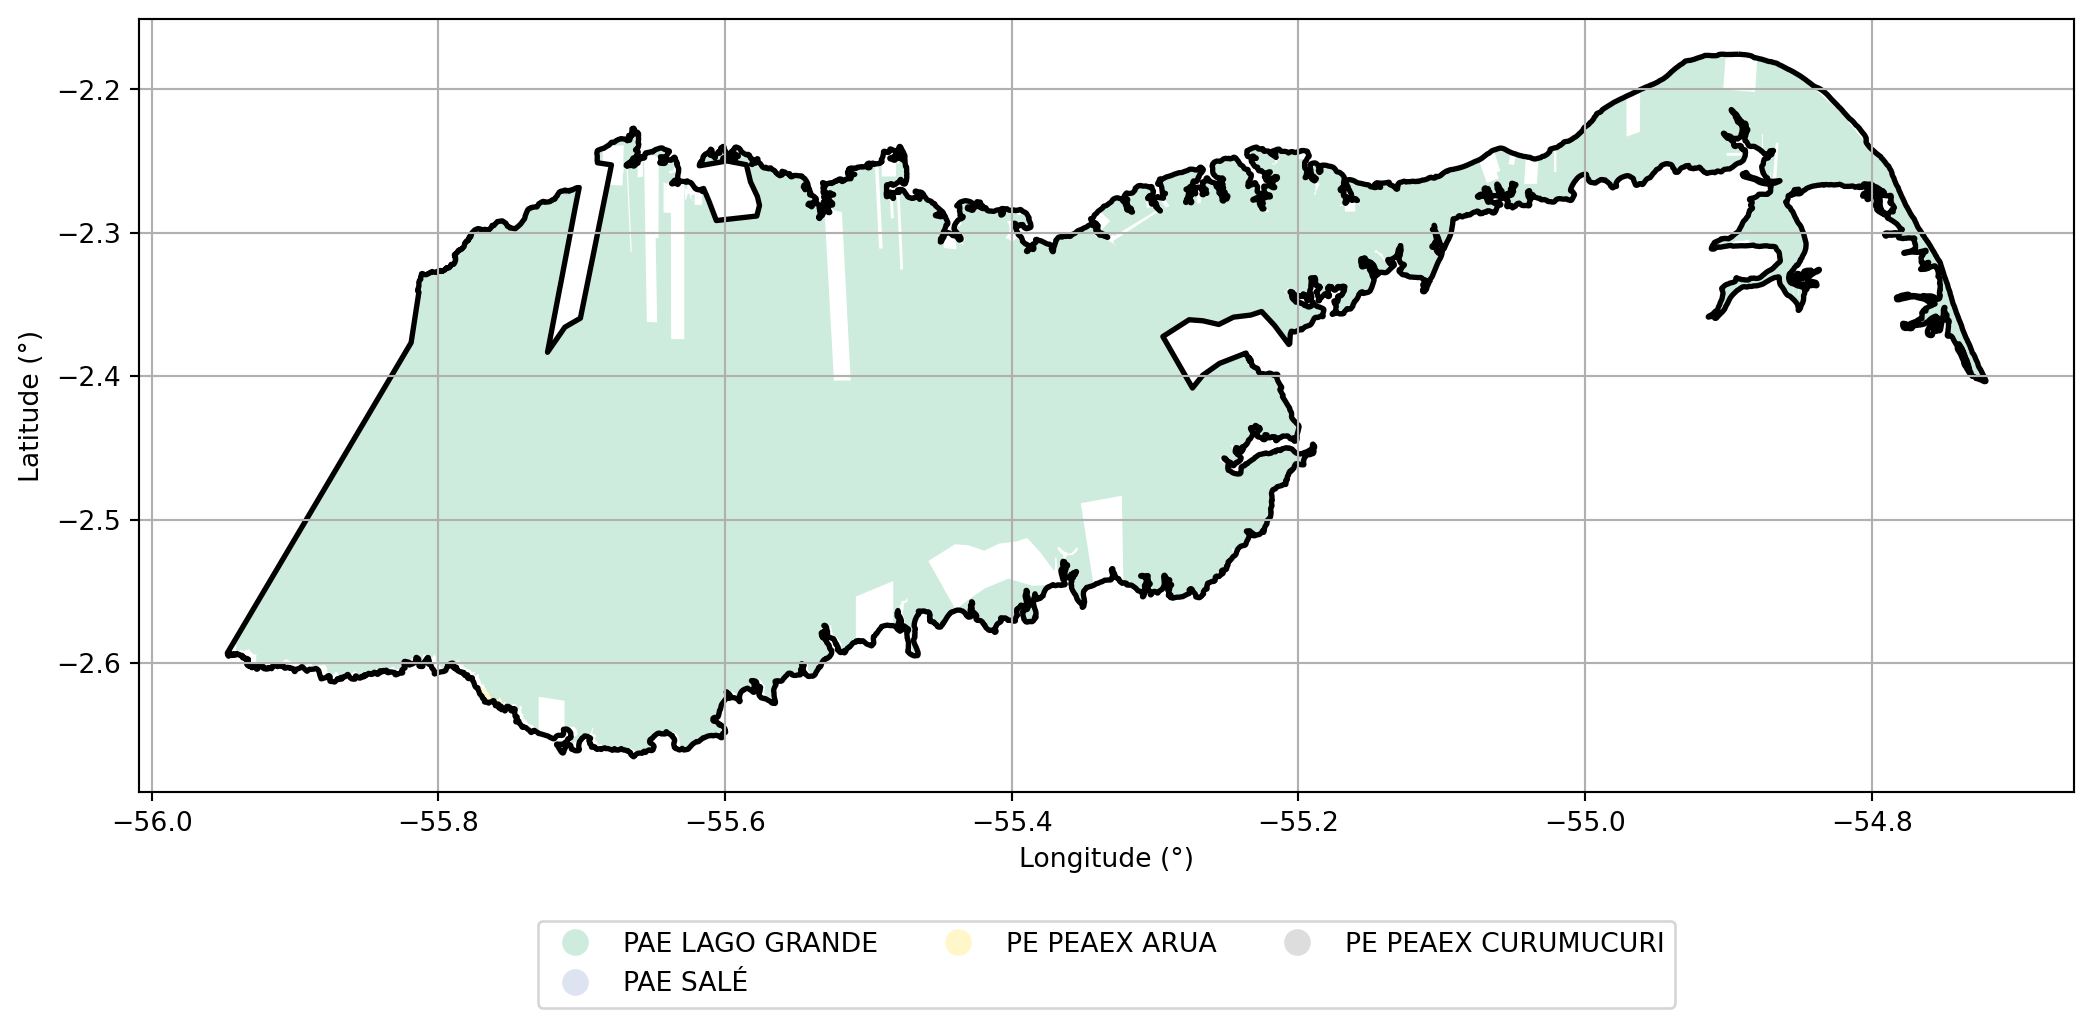 −2.2
−2.3
−2.4
−2.5
−2.6
Latitude (°)
−56.0 −55.8 −55.6 −55.4 −55.2 −55.0 −54.8
Longitude (°)
PAE LAGO GRANDE PE PEAEX ARUA PE PEAEX CURUMUCURI
PAE SALÉ